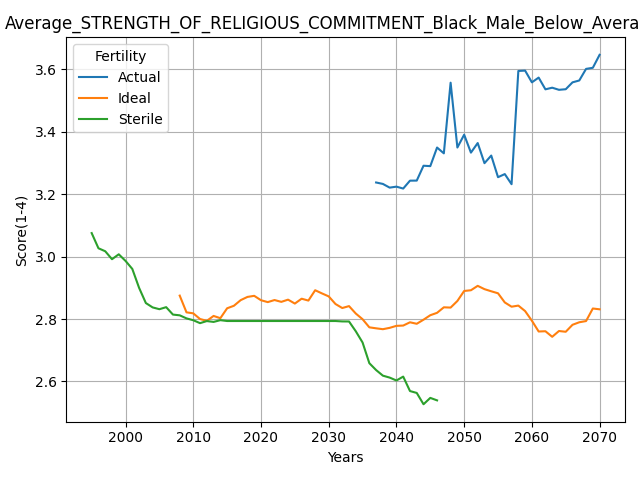 Average_STRENGTH_OF_RELIGIOUS_COMMITMENT_Black_Male_Below_Avera
Fertility
Actual
Ideal
Sterile
Score(1-4)
3.6
3.4
3.2
3.0
2.8
2.6
2000 2010 2020 2030 2040 2050 2060 2070
Years